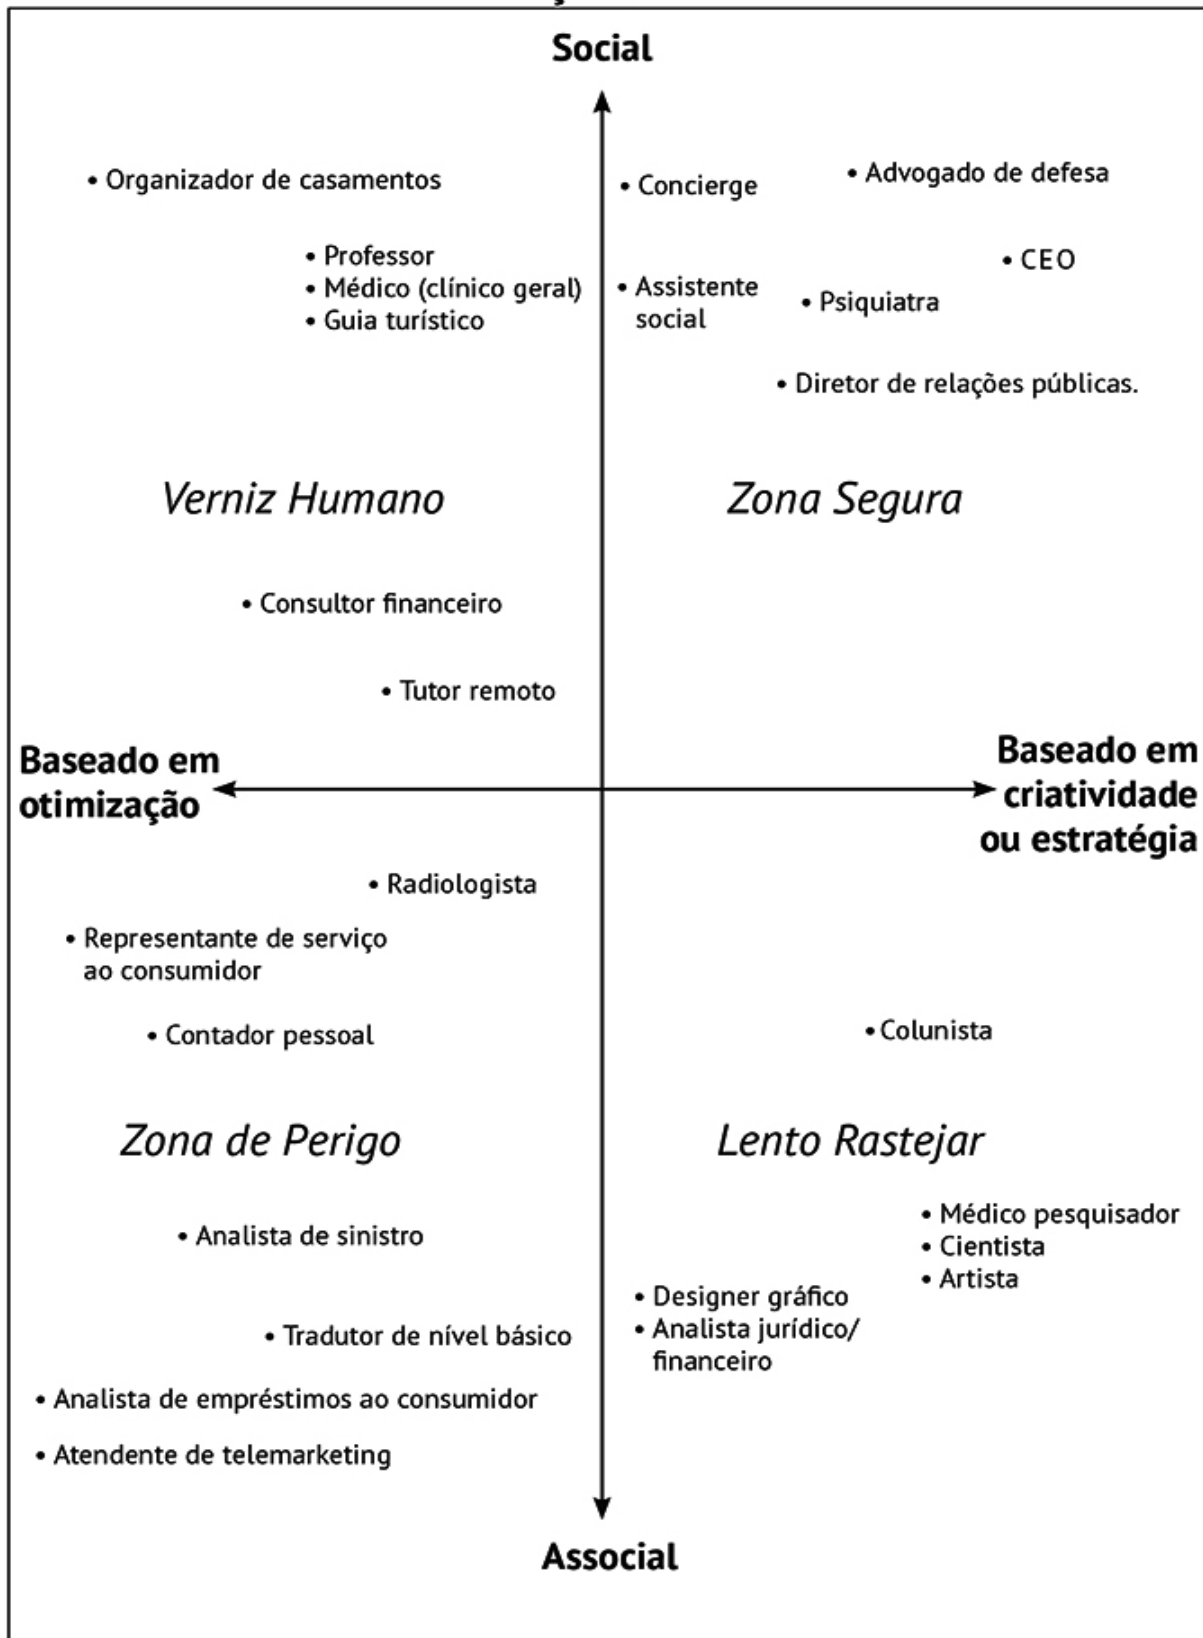 Social
• Organizador de casamentos
• Concierge
• Advogado de defesa
• Professor
• Médico (clínico geral)
• Guia turístico
• CEO
• Assistente
social
• Psiquiatra
• Diretor de relações públicas.
Verniz Humano
Zona Segura
• Consultor financeiro
• Tutor remoto
Baseado em
otimização
Baseado em
criatividade
ou estratégia
• Radiologista
• Representante de serviço
ao consumidor
• Contador pessoal
• Colunista
Zona de Perigo
Lento Rastejar
• Analista de sinistro
• Médico pesquisador
• Cientista
• Artista
• Designer gráfico
• Analista jurídico/
financeiro
• Tradutor de nível básico
• Analista de empréstimos ao consumidor
• Atendente de telemarketing
Associal